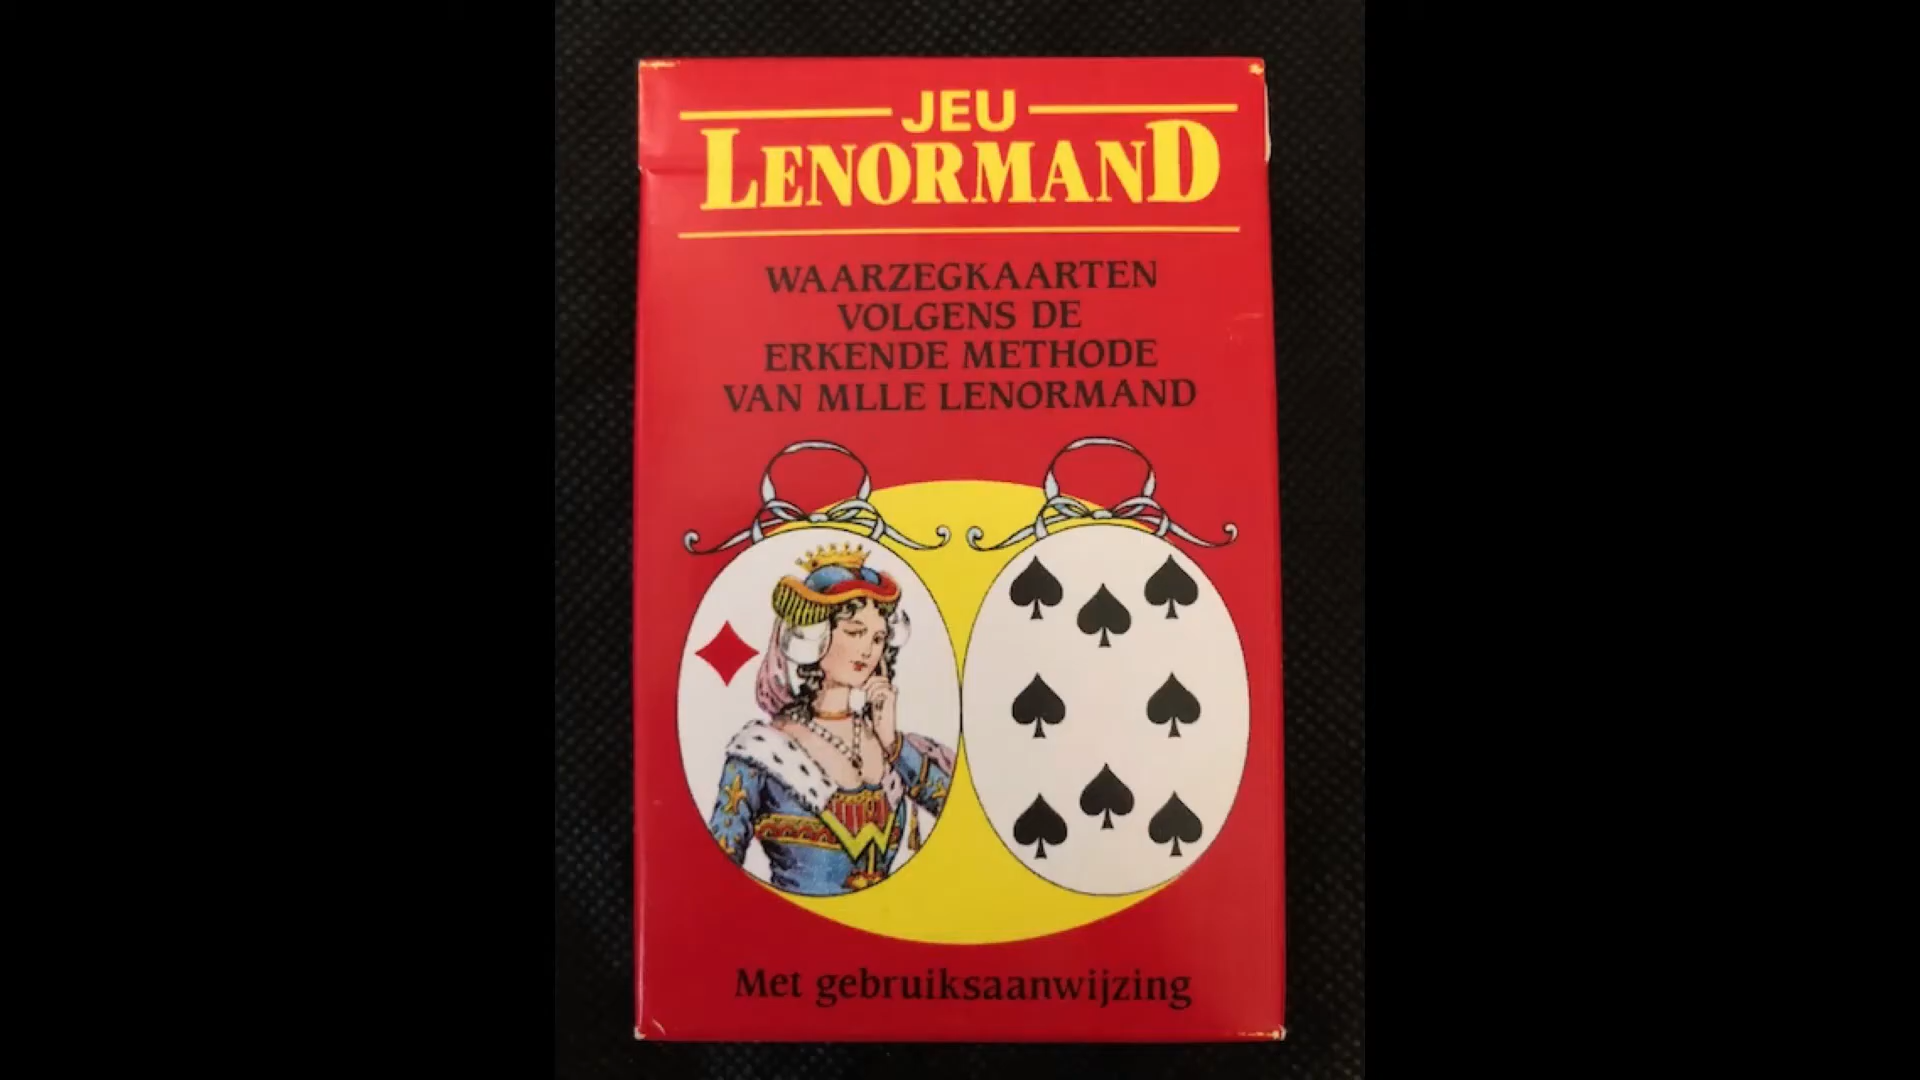 JEU
LENORMAND
WAARZEGKAARTEN
VOLGENS DE
ERKENDE METHODE
VAN MLLE LENORMAND
W
Met gebruiksaanwijzing